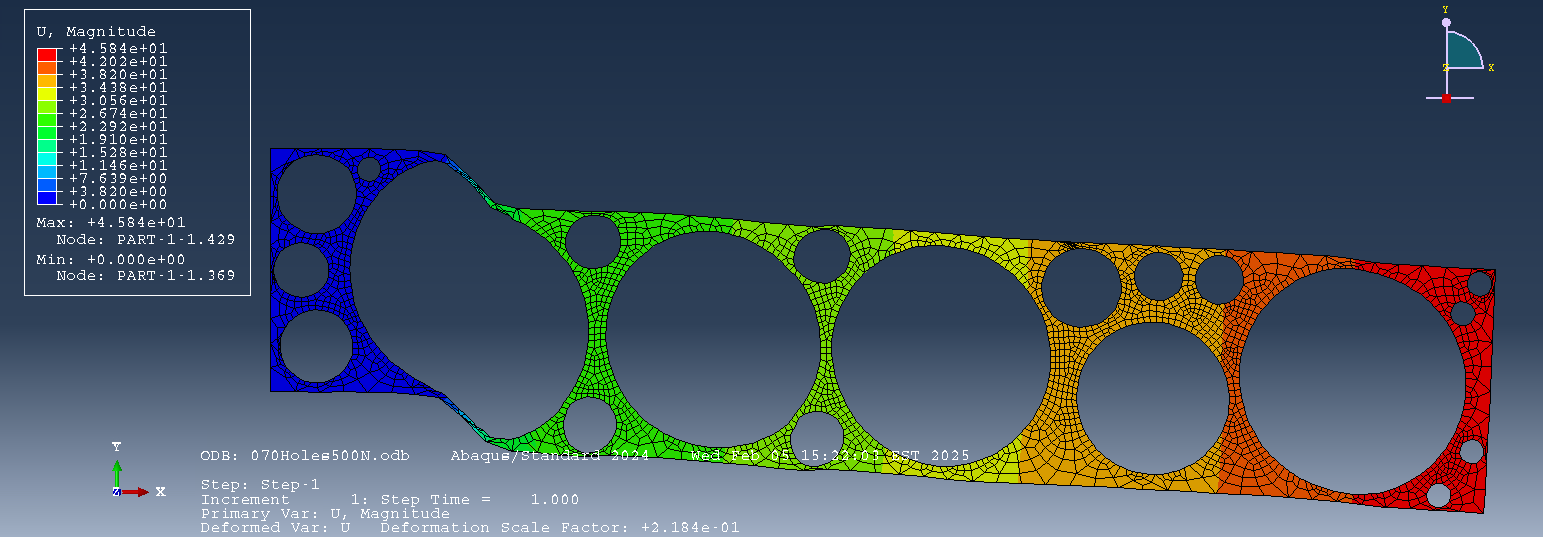 U, Magnitude
+4.584e+01
+4.202e+01
+3.820e+01
+3.438e+01
+3.056e+01
+2.674e+01
+2.292e+01
+1.910e+01
+1.528e+01
+1.146e+01
+7.639e+00
+3.820e+00
+0.000e+00
Max: +4.584e+01
Node: PART-1-1.429
Min: +0.000e+00
Node: PART-1-1.369
Y
Z
X
Y
Z
X
ODB: 070Holes500N.odb Abaqus/Standard 2024 Wed Feb 05 15:22:01 EST 2025
Step: Step-1
Increment 1: Step Time = 1.000
Primary Var: U, Magnitude
Deformed Var: U Deformation Scale Factor: +2.184e-01